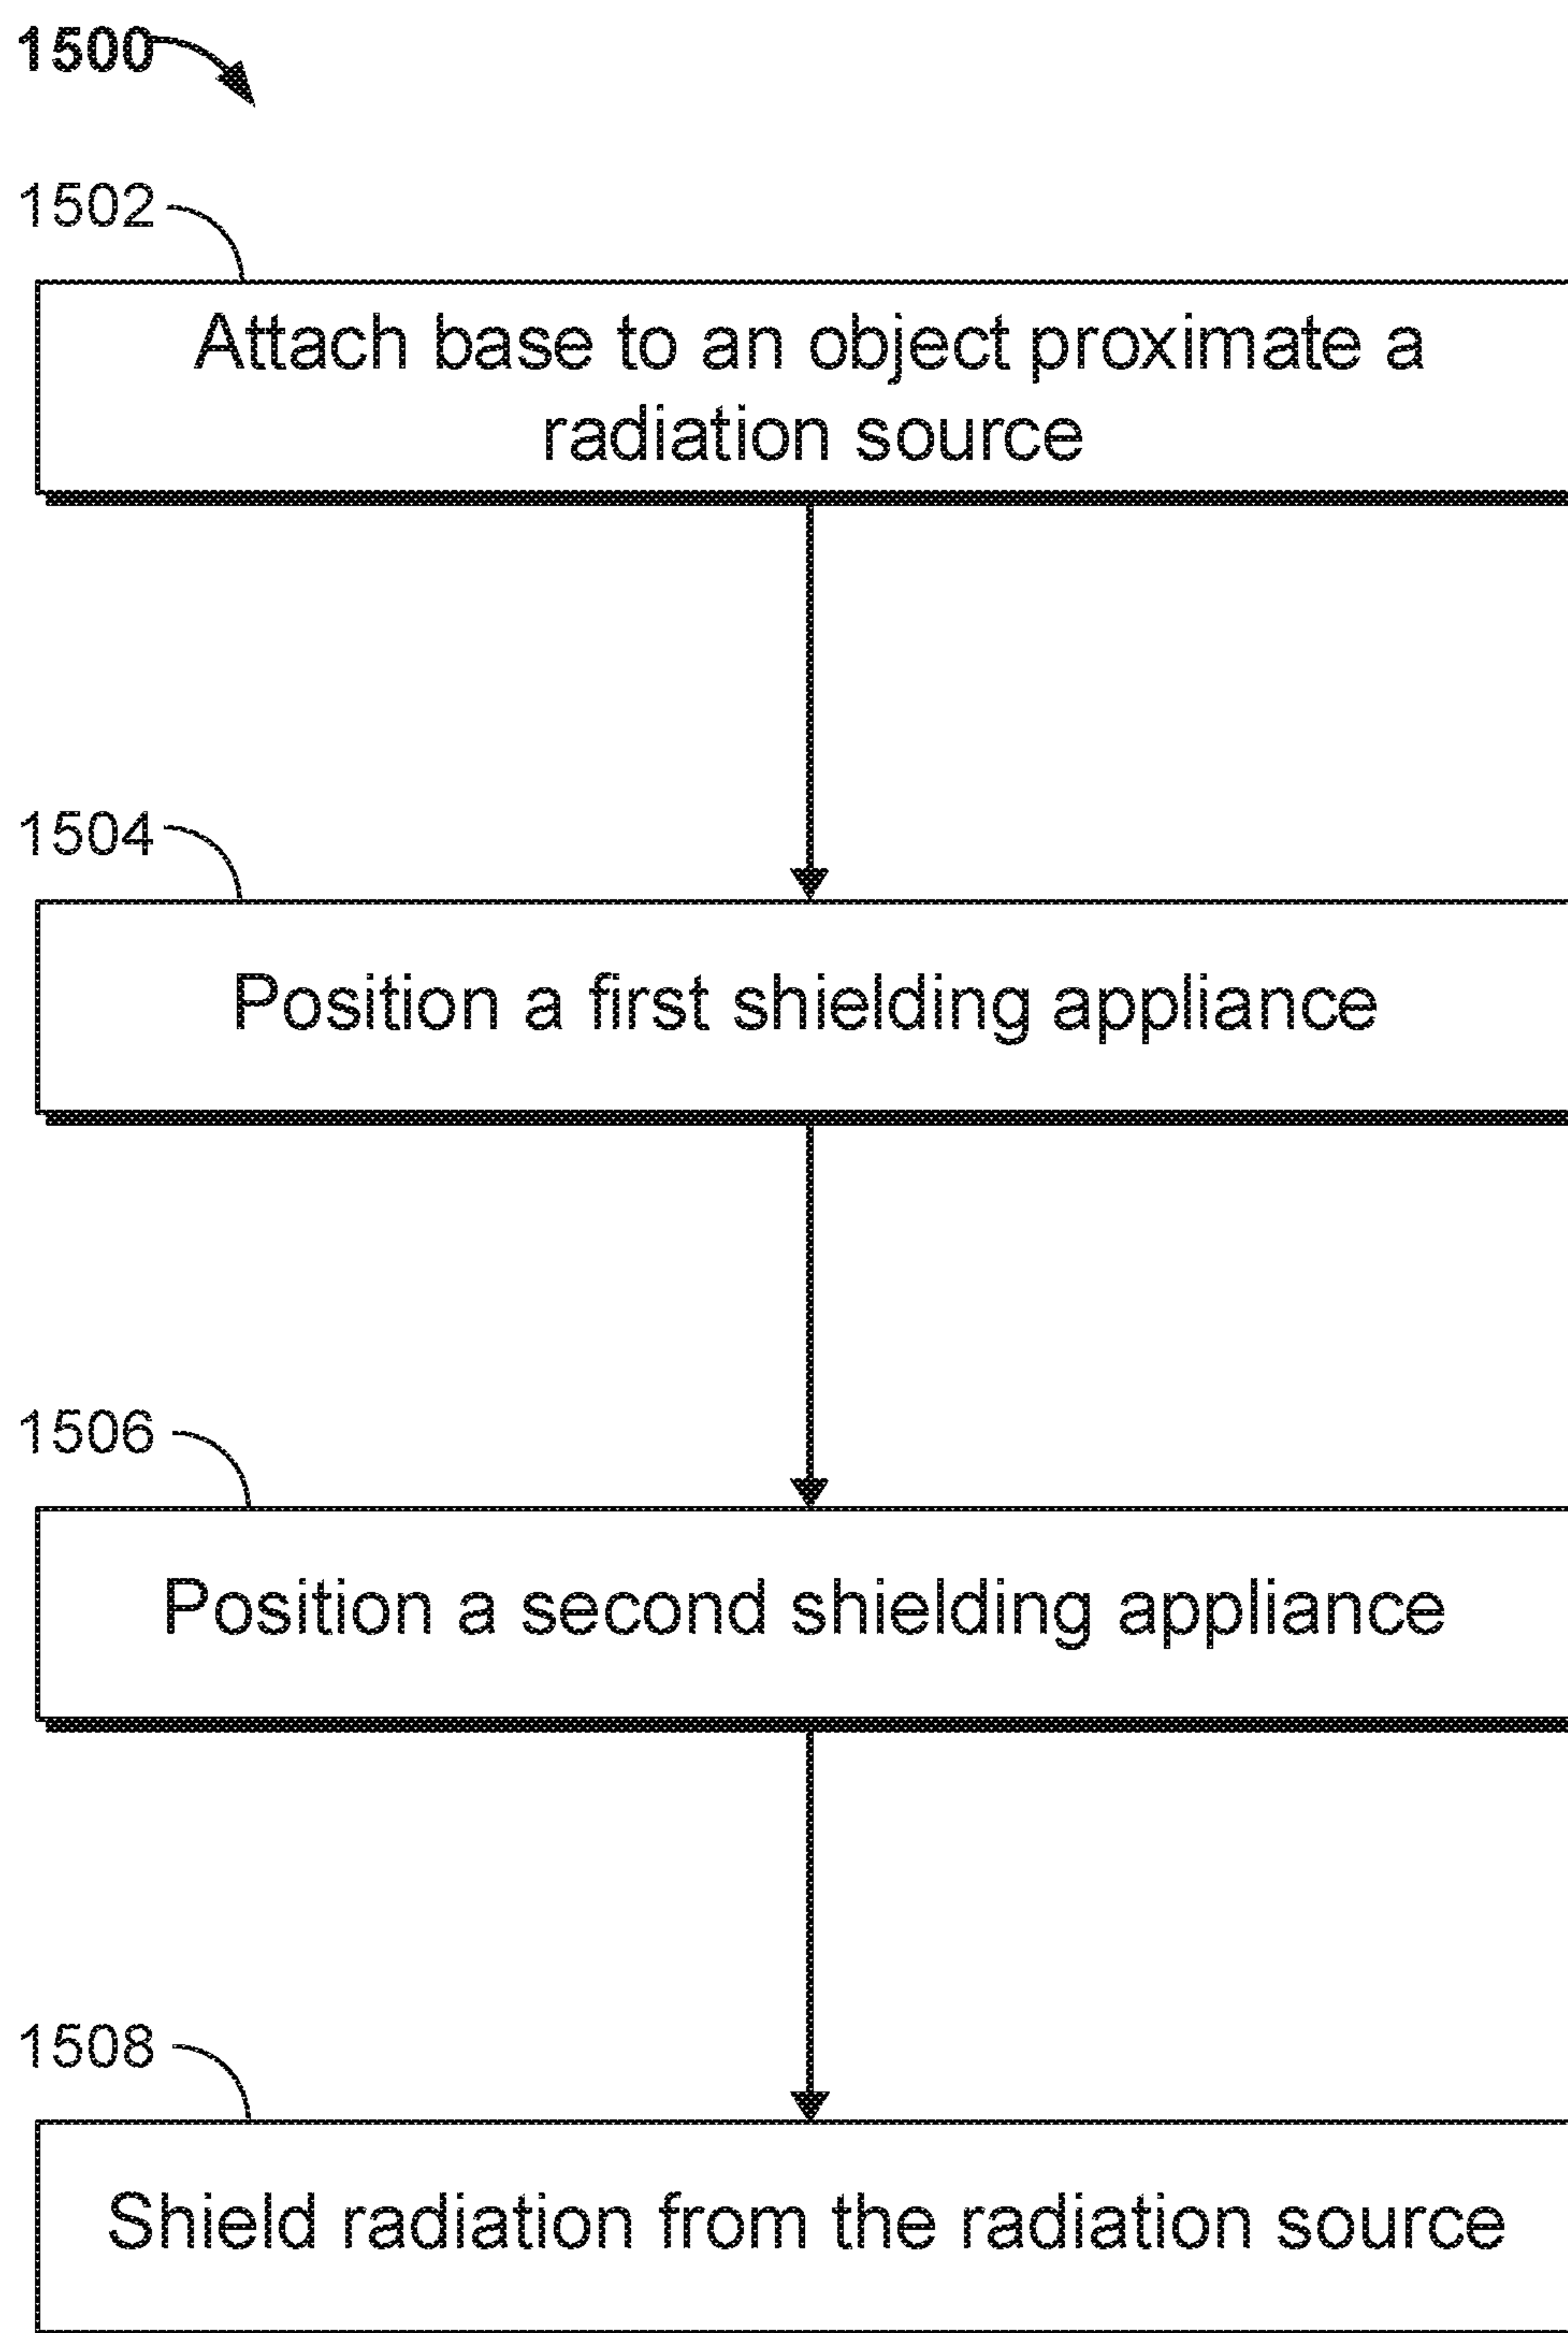 1500
1502
Attach base to an object proximate a
radiation source
1504
Position a first shielding appliance
1506
Position a second shielding appliance
1508
Shield radiation from the radiation source